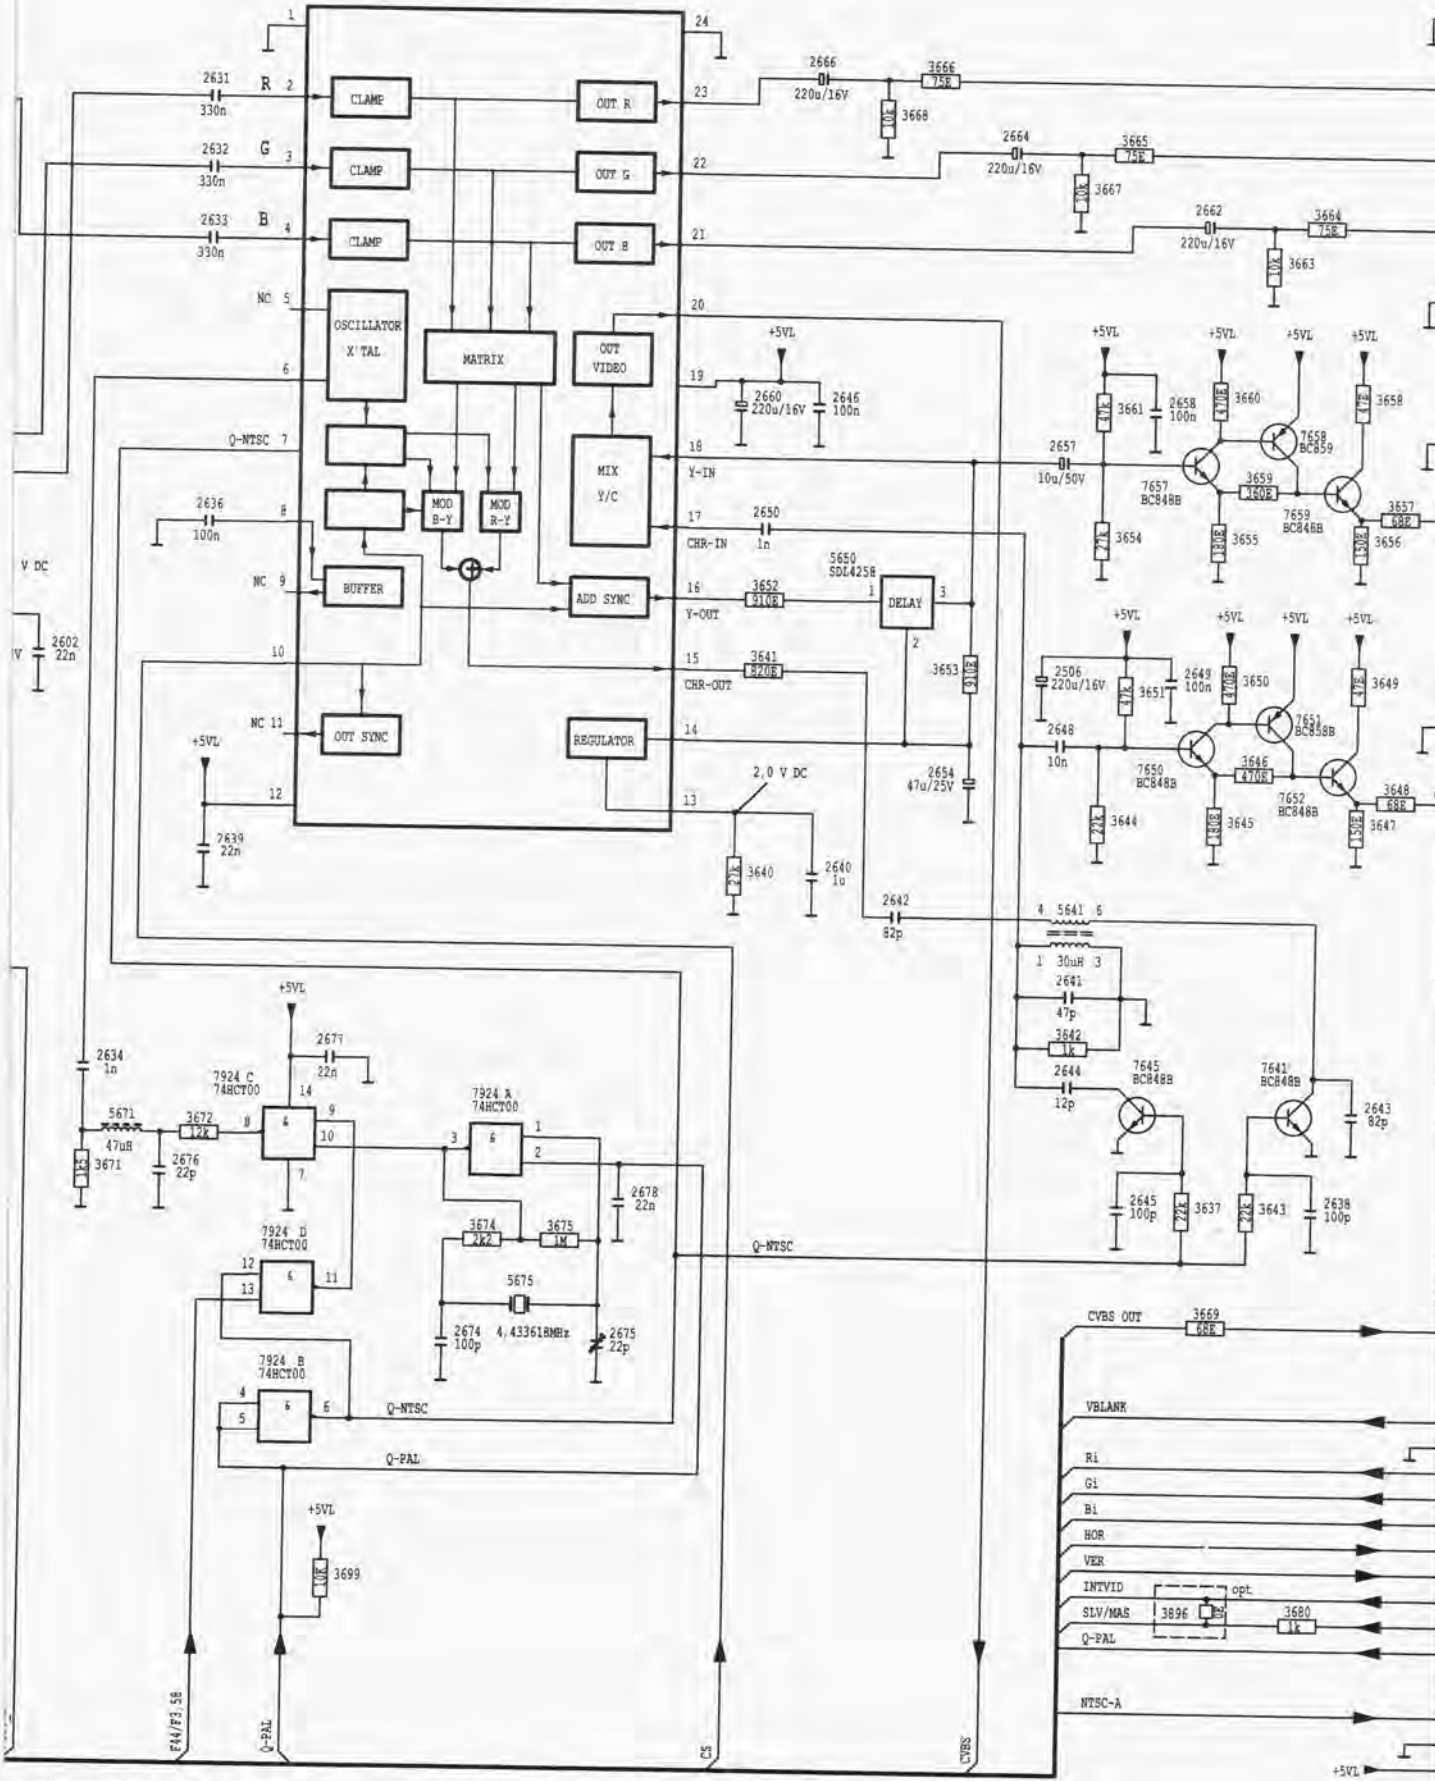 1
24
2631
R
2
330n
CLAMP
OUT R
23
2666
220u/16V
3666
75E
10k
3668
2632
G
3
330n
CLAMP
OUT G
22
2664
220u/16V
3665
75E
10k
3667
2633
B
4
330n
CLAMP
OUT B
21
2662
220u/16V
3664
75E
10k
3663
NC 5
OSCILLATOR
X'TAL
6
MATRIX
OUT
VIDEO
20
19
+5VL
2660
220u/16V
2646
100n
Q-NTSC 7
MIX
Y/C
18
Y-IN
17
CHR-IN
2650
1n
MOD
B-Y
MOD
R-Y
2636
100n
8
NC 9
BUFFER
ADD SYNC
16
Y-OUT
3652
910E
5650
SDL4258
1
DELAY
3
2
3653
910E
10
15
CHR-OUT
3641
820E
NC 11
OUT SYNC
REGULATOR
14
2654
47u/25V
+5VL
12
13
2,0 V DC
2639
22n
27k
3640
2640
1u
V DC
2602
22n
+5VL
+5VL
+5VL
+5VL
47k
3661
2658
100n
470E
3660
7658
BC859
47E
3658
2657
10u/50V
7657
BC848B
3659
360E
7659
BC848B
3657
68E
27k
3654
180E
3655
150E
3656
+5VL
+5VL
+5VL
+5VL
2506
220u/16V
47k
3651
2649
100n
470E
3650
7651
BC858B
47E
3649
2648
10n
7650
BC848B
3646
470E
7652
BC848B
3648
68E
22k
3644
180E
3645
150E
3647
2642
82p
4 5641 6
1 30uH 3
2641
47p
3642
1k
2644
12p
7645
BC848B
7641
BC848B
2643
82p
2645
100p
22k
3637
22k
3643
2638
100p
+5VL
2634
1n
2677
22n
7924 C
74HCT00
14
8
&
9
10
7
5671
47uH
3672
12k
1k5
3671
2676
22p
7924 A
74HCT00
3
&
1
2
2678
22n
3674
2k2
3675
1M
5675
4,433618MHz
2674
100p
2675
22p
7924 D
74HCT00
12
13
&
11
7924 B
74HCT00
4
5
&
6
Q-NTSC
Q-NTSC
Q-PAL
+5VL
10K
3699
F44/F3,58
Q-PAL
CS
CVBS
CVBS OUT
3669
68E
VBLANK
Ri
Gi
Bi
HOR
VER
INTVID
opt
SLV/MAS
3896
0E
3680
1k
Q-PAL
NTSC-A
+5VL